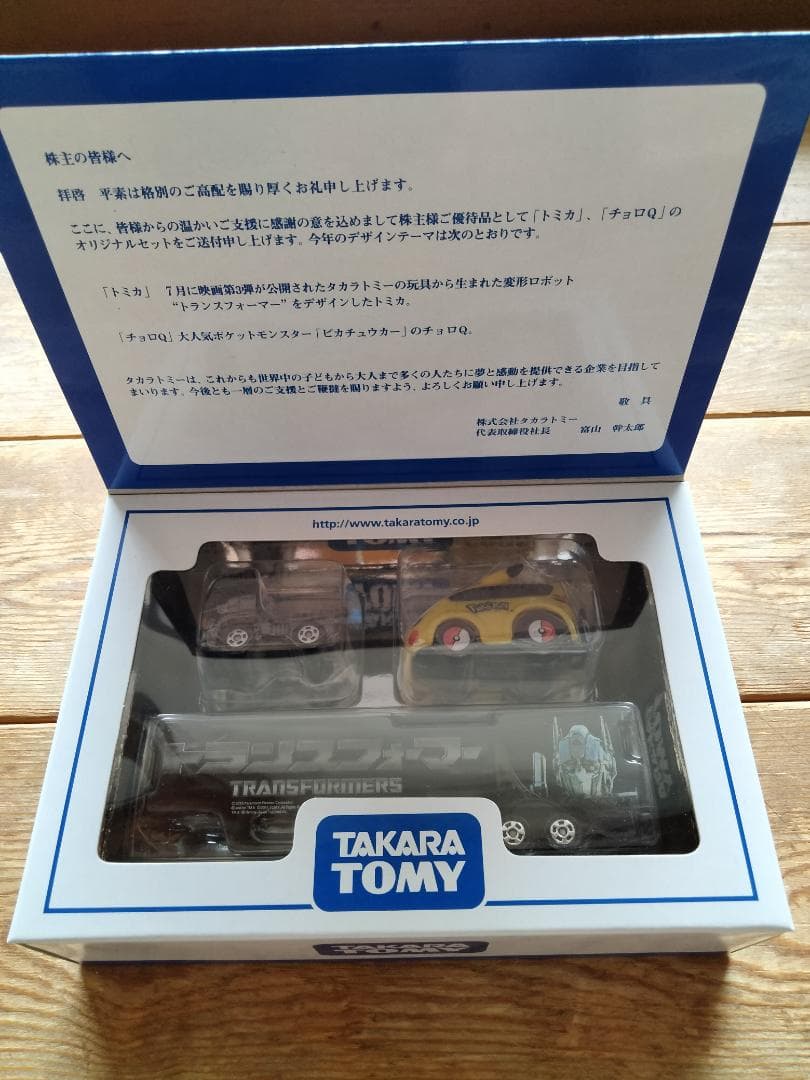 株主の皆様へ
拝啓 平素は格別のご高配を賜り厚くお礼申し上げます。
ここに、皆様からの温かいご支援に感謝の意を込めまして株主様ご優待品として「トミカ」、「チョロQ」の
オリジナルセットをご送付申し上げます。今年のデザインテーマは次のとおりです。
「トミカ」 7月に映画第3弾が公開されたタカラトミーの玩具から生まれた変形ロボット
“トランスフォーマー”をデザインしたトミカ。
「チョロQ」大人気ポケットモンスター「ピカチュウカー」のチョロQ。
タカラトミーは、これからも世界中の子どもから大人まで多くの人たちに夢と感動を提供できる企業を目指して
まいります。今後とも一層のご支援とご鞭撻を賜りますよう、よろしくお願い申し上げます。
敬 具
株式会社タカラトミー
代表取締役社長 富山 幹太郎
http://www.takaratomy.co.jp
TOMY
トランスフォーマー
TRANSFORMERS
TAKARA
TOMY
TAKARA
TOMY